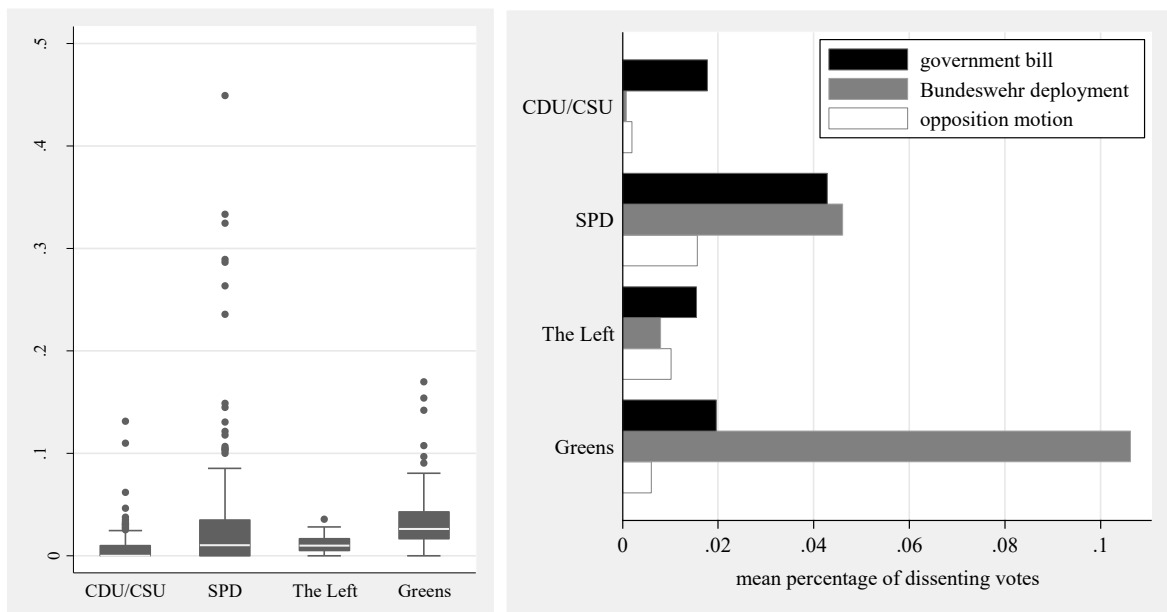 .5
.4
.3
.2
.1
0
CDU/CSU SPD The Left Greens
government bill
Bundeswehr deployment
opposition motion
CDU/CSU
SPD
The Left
Greens
0 .02 .04 .06 .08 .1
mean percentage of dissenting votes